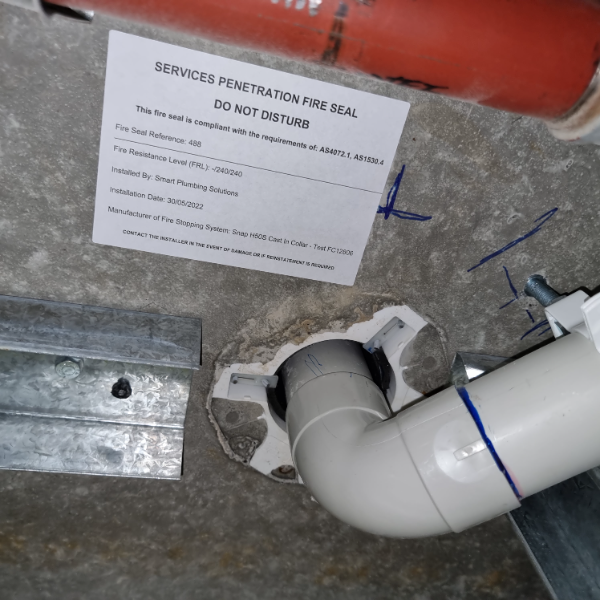 SERVICES PENETRATION FIRE SEAL
DO NOT DISTURB
This fire seal is compliant with the requirements of: AS4072.1, AS1530.4
Fire Seal Reference: 488
Fire Resistance Level (FRL): -/240/240
Installed By: Smart Plumbing Solutions
Installation Date: 30/05/2022
Manufacturer of Fire Stopping System: Snap H50S Cast In Collar - Test FC12606
CONTACT THE INSTALLER IN THE EVENT OF DAMAGE OR IF REINSTATEMENT IS REQUIRED